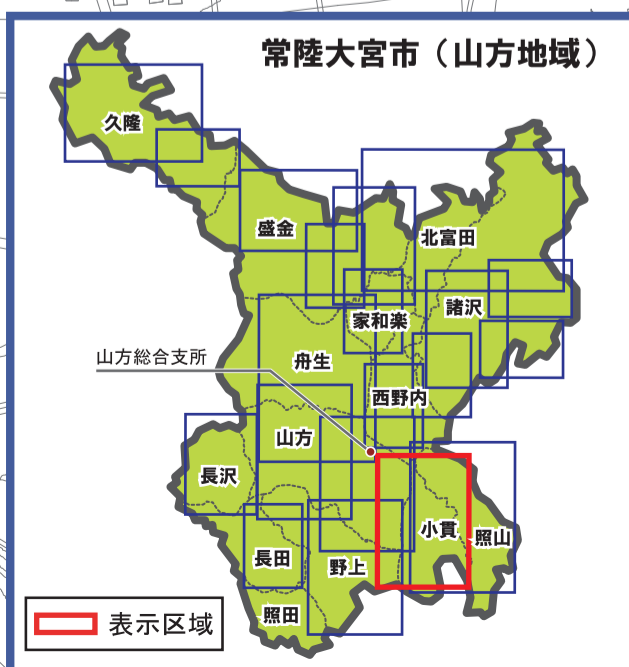 常陸大宮市（山方地域）
久隆
盛金
北富田
諸沢
家和楽
舟生
山方総合支所
西野内
山方
長沢
小貫
照山
長田
野上
照田
表示区域